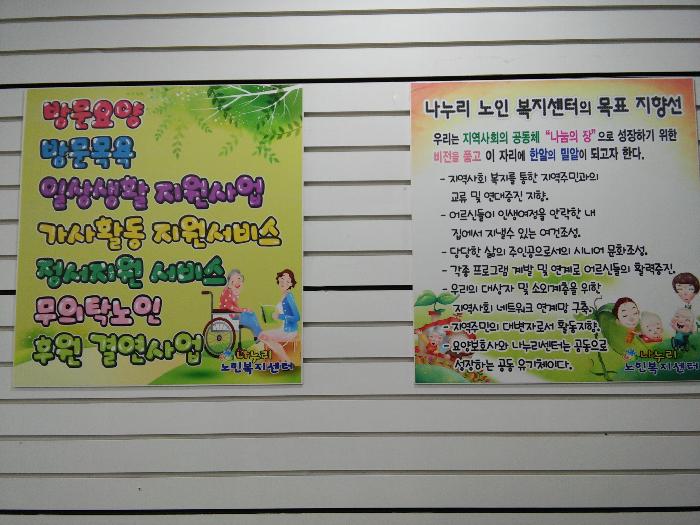 방문요양
방문목욕
일상생활 지원사업
가사활동 지원서비스
정서지원 서비스
무의탁노인
후원 결연사업
나누리
노인복지센터
나누리 노인 복지센터의 목표 지향선
우리는 지역사회의 공동체 "나눔의 장"으로 성장하기 위한
비전을 품고 이 자리에 한알의 밀알이 되고자 한다.
- 지역사회 복지를 통한 지역주민과의
교류 및 연대증진 지향.
- 어르신들이 인생여정을 안락한 내
집에서 지낼수 있는 여건조성.
- 당당한 삶의 주인공으로서의 시니어 문화조성.
- 각종 프로그램 계발 및 연계로 어르신들의 활력증진.
- 우리의 대상자 및 소외계층을 위한
지역사회 네트워크 연계망 구축.
- 지역주민의 대변자로서 활동지향.
- 요양보호사와 나누리센터는 공동으로
성장하는 공동 유기체이다.
나누리
노인복지센터